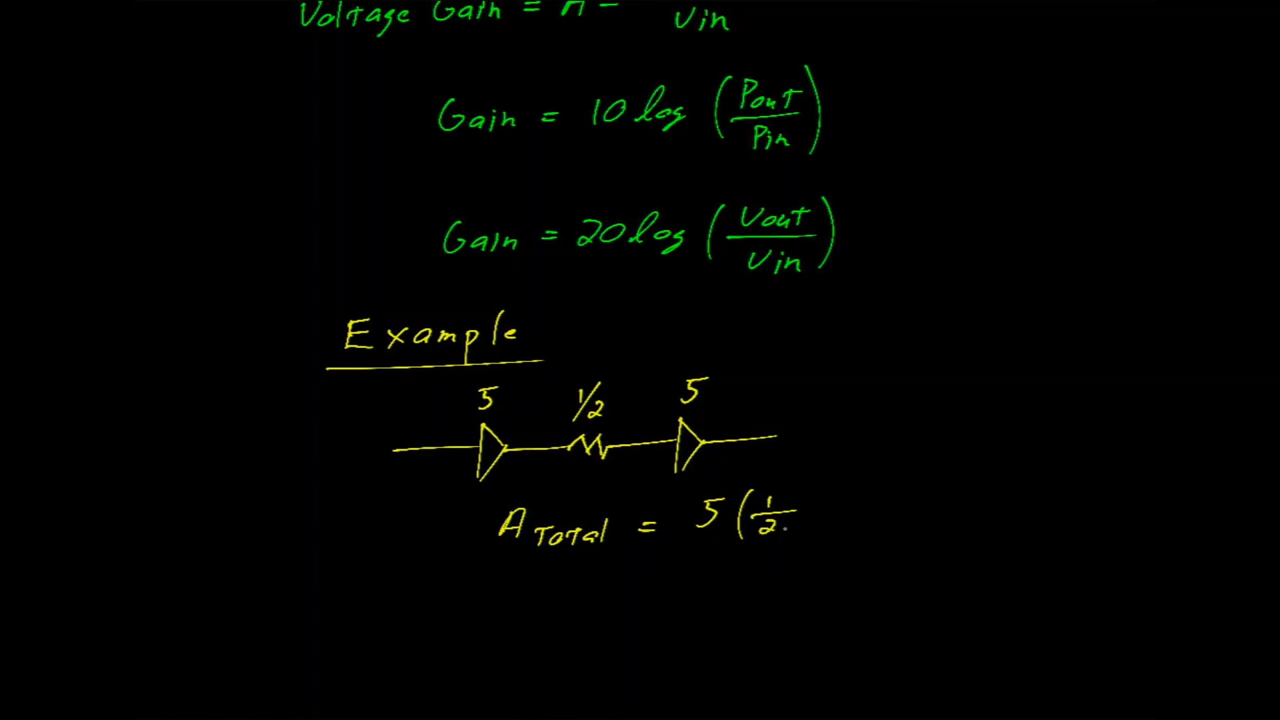 Voltage Gain = A = Vin
Gain = 10 log (Pout/Pin)
Gain = 20 log (Vout/Vin)
Example
5 1/2 5
A Total = 5 (1/2